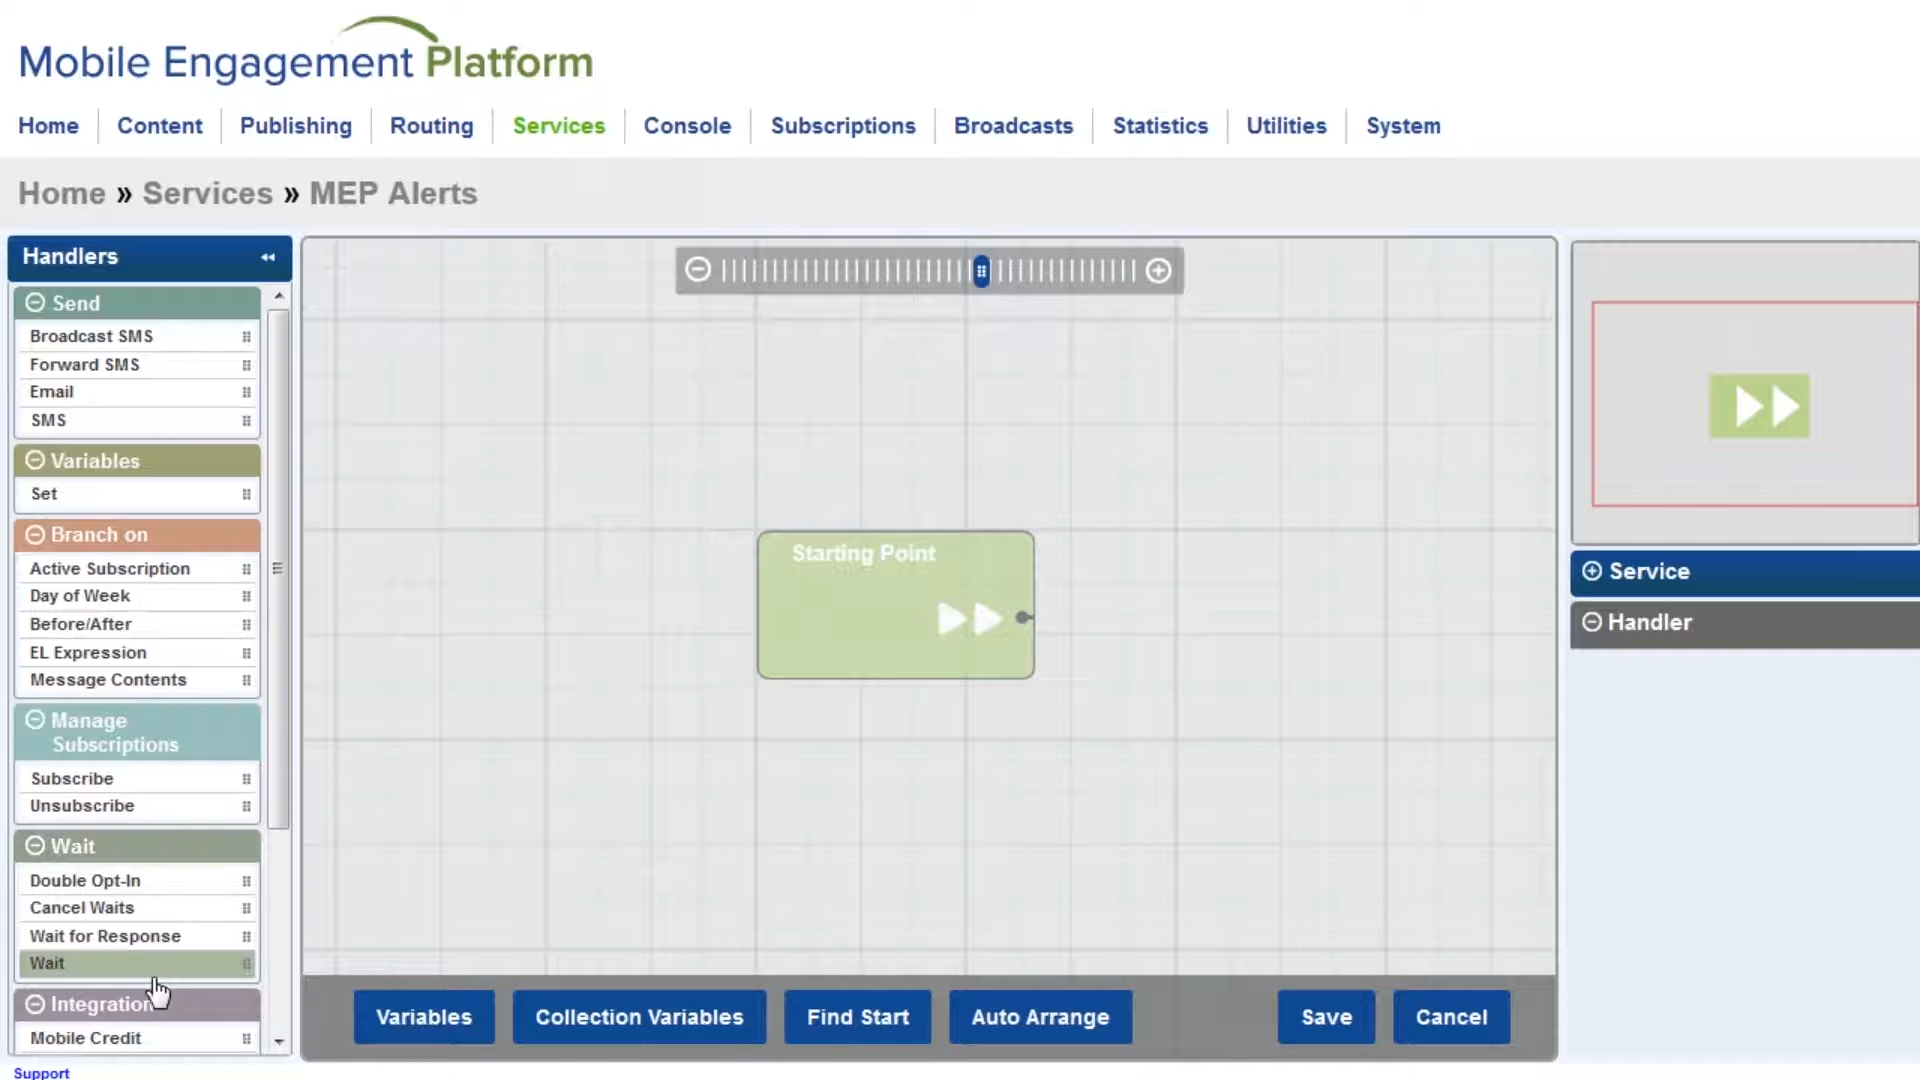 Mobile Engagement Platform
Home Content Publishing Routing Services Console Subscriptions Broadcasts Statistics Utilities System
Home » Services » MEP Alerts
Handlers
Send
Broadcast SMS
Forward SMS
Email
SMS
Variables
Set
Branch on
Active Subscription
Day of Week
Before/After
EL Expression
Message Contents
Manage
Subscriptions
Subscribe
Unsubscribe
Wait
Double Opt-In
Cancel Waits
Wait for Response
Wait
Integration
Mobile Credit
Support
Starting Point
Variables Collection Variables Find Start Auto Arrange Save Cancel
Service
Handler